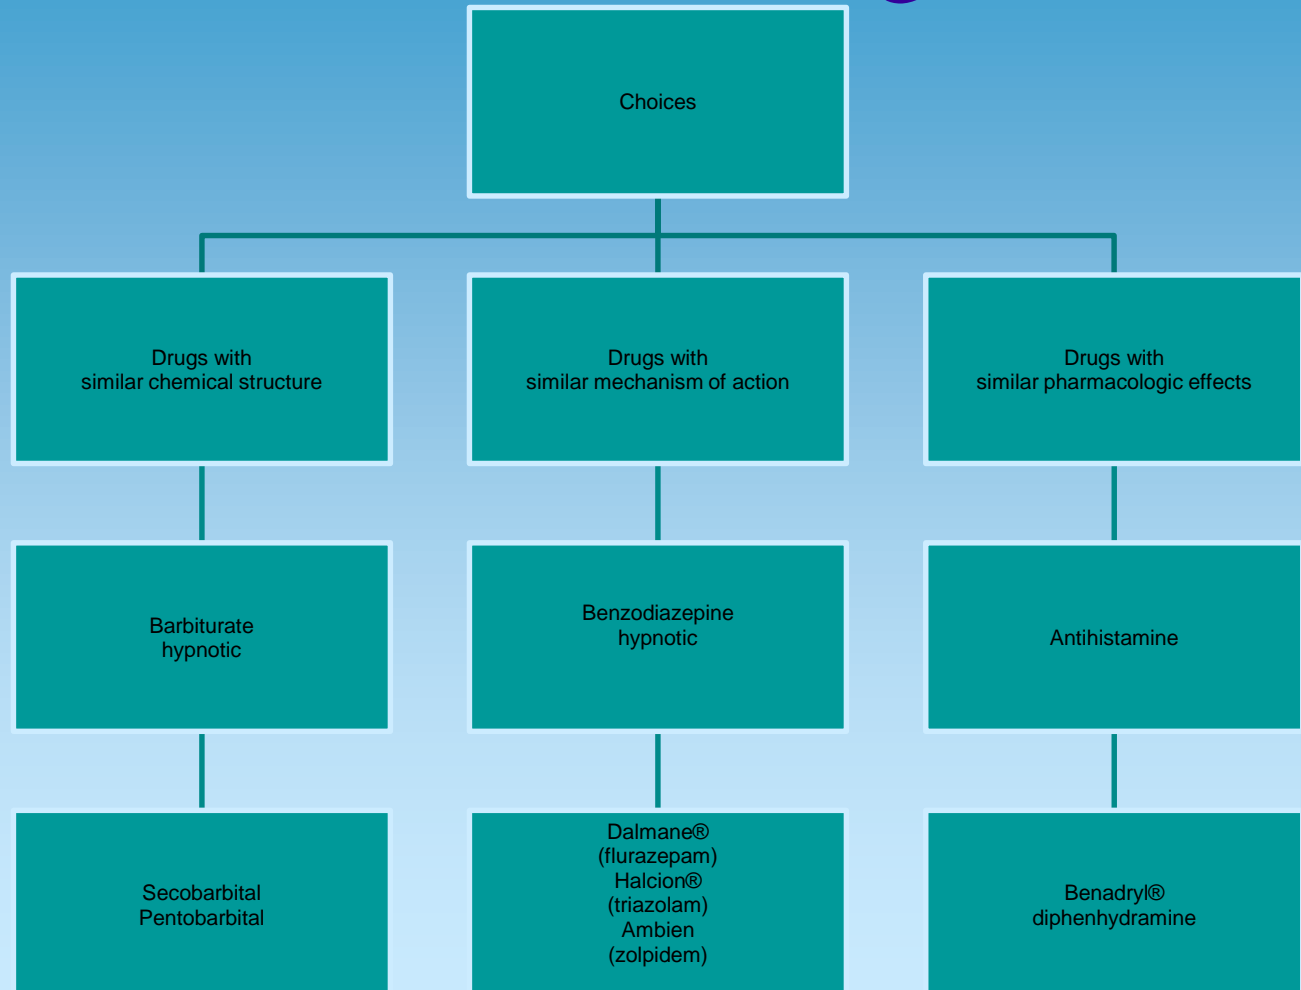 Choices
Drugs with
similar chemical structure
Drugs with
similar mechanism of action
Drugs with
similar pharmacologic effects
Barbiturate
hypnotic
Benzodiazepine
hypnotic
Antihistamine
Secobarbital
Pentobarbital
Dalmane®
(flurazepam)
Halcion®
(triazolam)
Ambien
(zolpidem)
Benadryl®
diphenhydramine